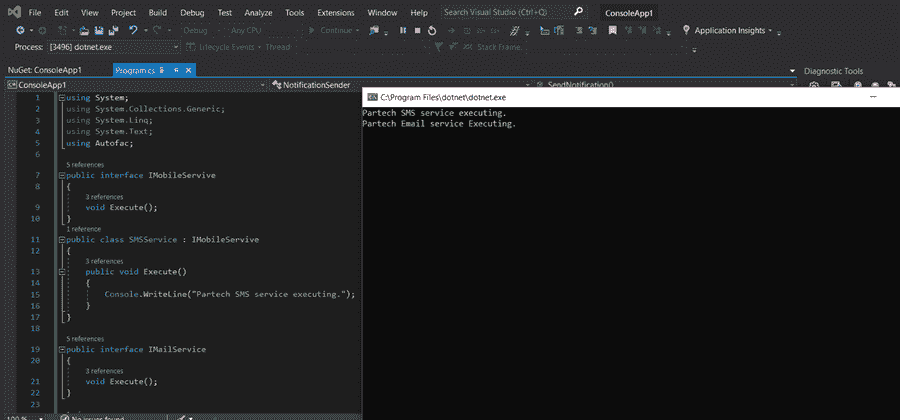 File Edit View Project Build Debug Test Analyze Tools Extensions Window Help Search Visual Studio (Ctrl+Q) ConsoleApp1
Debug Any CPU Continue Application Insights
Process: [3496] dotnet.exe Lifecycle Events Thread Stack Frame:
NuGet: ConsoleApp1 Program.cs Diagnostic Tools
ConsoleApp1 NotificationSender SendNotification()
C:\Program Files\dotnet\dotnet.exe
Partech SMS service executing.
Partech Email service Executing.
1 using System;
2 using System.Collections.Generic;
3 using System.Linq;
4 using System.Text;
5 using Autofac;
6
5 references
7 public interface IMobileServive
8 {
3 references
9 void Execute();
10 }
1 reference
11 public class SMSService : IMobileServive
12 {
3 references
13 public void Execute()
14 {
15 Console.WriteLine("Partech SMS service executing.");
16 }
17 }
18
5 references
19 public interface IMailService
20 {
3 references
21 void Execute();
22 }
23
100 % No issues found